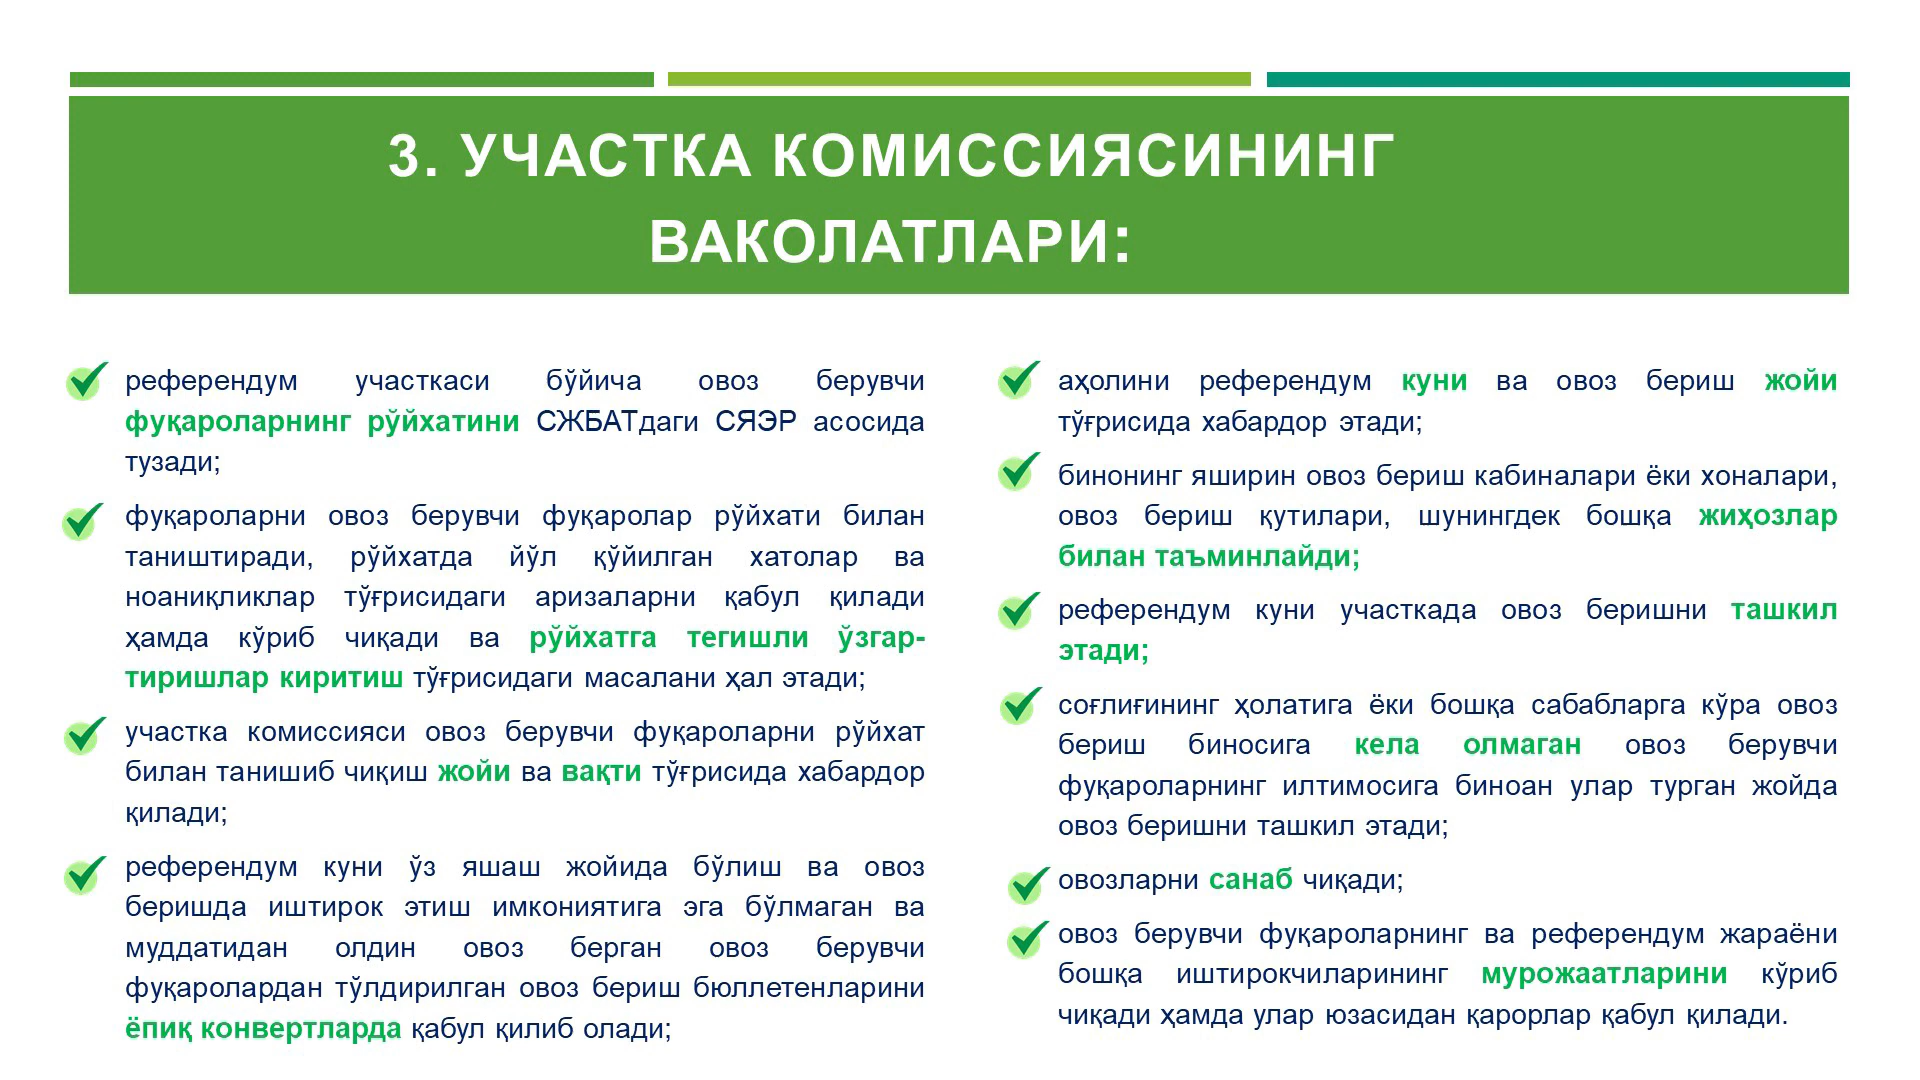 3. УЧАСТКА КОМИССИЯСИНИНГ
ВАКОЛАТЛАРИ:
референдум участкаси бўйича овоз берувчи
фуқароларнинг рўйхатини СЖБАТдаги СЯЭР асосида
тузади;
фуқароларни овоз берувчи фуқаролар рўйхати билан
таништиради, рўйхатда йўл қўйилган хатолар ва
ноаниқликлар тўғрисидаги аризаларни қабул қилади
ҳамда кўриб чиқади ва рўйхатга тегишли ўзгар-
тиришлар киритиш тўғрисидаги масалани ҳал этади;
участка комиссияси овоз берувчи фуқароларни рўйхат
билан танишиб чиқиш жойи ва вақти тўғрисида хабардор
қилади;
референдум куни ўз яшаш жойида бўлиш ва овоз
беришда иштирок этиш имкониятига эга бўлмаган ва
муддатидан олдин овоз берган овоз берувчи
фуқаролардан тўлдирилган овоз бериш бюллетенларини
ёпиқ конвертларда қабул қилиб олади;
аҳолини референдум куни ва овоз бериш жойи
тўғрисида хабардор этади;
бинонинг яширин овоз бериш кабиналари ёки хоналари,
овоз бериш қутилари, шунингдек бошқа жиҳозлар
билан таъминлайди;
референдум куни участкада овоз беришни ташкил
этади;
соғлиғининг ҳолатига ёки бошқа сабабларга кўра овоз
бериш биносига кела олмаган овоз берувчи
фуқароларнинг илтимосига биноан улар турган жойда
овоз беришни ташкил этади;
овозларни санаб чиқади;
овоз берувчи фуқароларнинг ва референдум жараёни
бошқа иштирокчиларининг мурожаатларини кўриб
чиқади ҳамда улар юзасидан қарорлар қабул қилади.